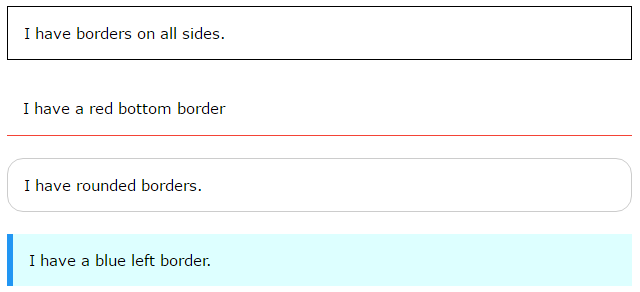 I have borders on all sides.
I have a red bottom border
I have rounded borders.
I have a blue left border.